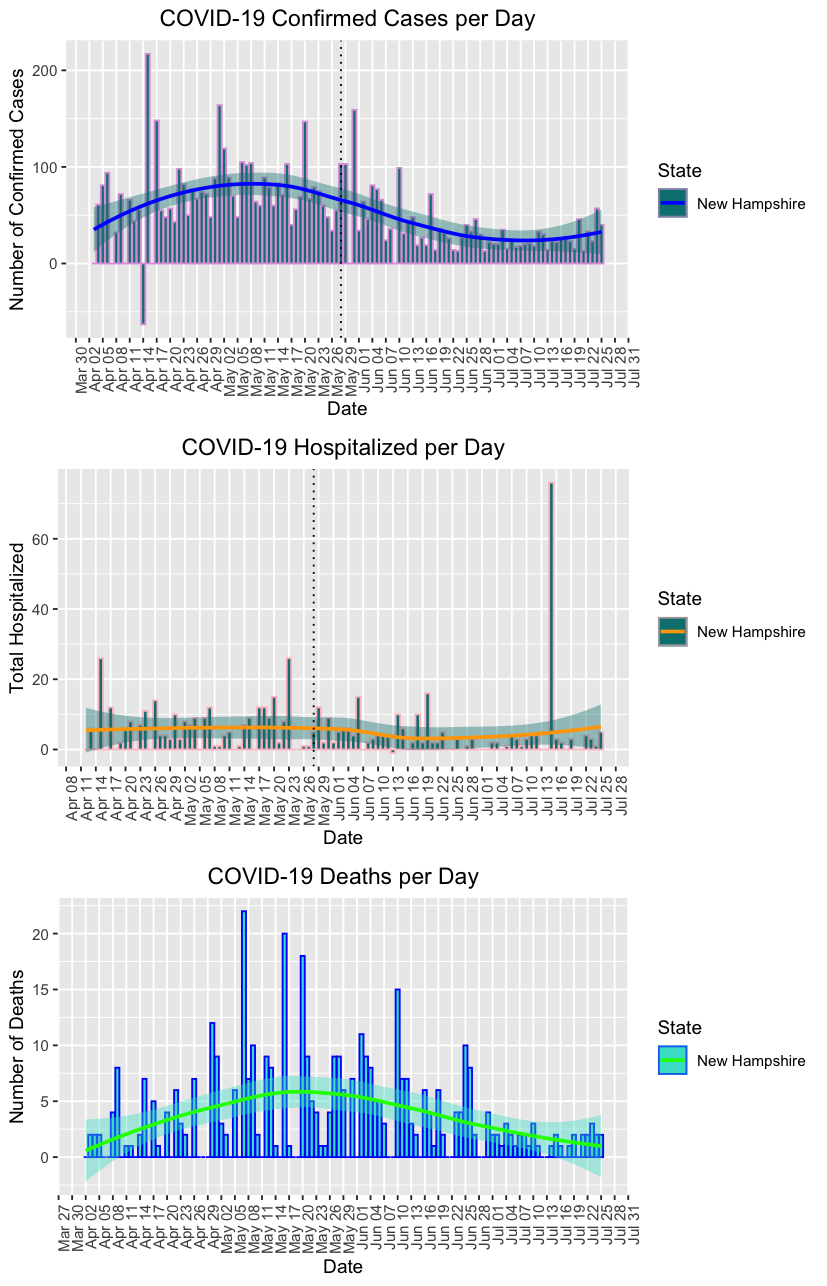 COVID-19 Confirmed Cases per Day
Number of Confirmed Cases
200
100
0
Mar 30
Apr 02
Apr 05
Apr 08
Apr 11
Apr 14
Apr 17
Apr 20
Apr 23
Apr 26
Apr 29
May 02
May 05
May 08
May 11
May 14
May 17
May 20
May 23
May 26
May 29
Jun 01
Jun 04
Jun 07
Jun 10
Jun 13
Jun 16
Jun 19
Jun 22
Jun 25
Jun 28
Jul 01
Jul 04
Jul 07
Jul 10
Jul 13
Jul 16
Jul 19
Jul 22
Jul 25
Jul 28
Jul 31
Date
State
New Hampshire
COVID-19 Hospitalized per Day
Total Hospitalized
60
40
20
0
Apr 08
Apr 11
Apr 14
Apr 17
Apr 20
Apr 23
Apr 26
Apr 29
May 02
May 05
May 08
May 11
May 14
May 17
May 20
May 23
May 26
May 29
Jun 01
Jun 04
Jun 07
Jun 10
Jun 13
Jun 16
Jun 19
Jun 22
Jun 25
Jun 28
Jul 01
Jul 04
Jul 07
Jul 10
Jul 13
Jul 16
Jul 19
Jul 22
Jul 25
Jul 28
Date
State
New Hampshire
COVID-19 Deaths per Day
Number of Deaths
20
15
10
5
0
Mar 27
Mar 30
Apr 02
Apr 05
Apr 08
Apr 11
Apr 14
Apr 17
Apr 20
Apr 23
Apr 26
Apr 29
May 02
May 05
May 08
May 11
May 14
May 17
May 20
May 23
May 26
May 29
Jun 01
Jun 04
Jun 07
Jun 10
Jun 13
Jun 16
Jun 19
Jun 22
Jun 25
Jun 28
Jul 01
Jul 04
Jul 07
Jul 10
Jul 13
Jul 16
Jul 19
Jul 22
Jul 25
Jul 28
Jul 31
Date
State
New Hampshire